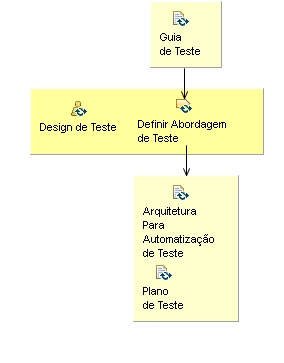 Guia
de Teste
Design de Teste
Definir Abordagem
de Teste
Arquitetura
Para
Automatização
de Teste
Plano
de Teste